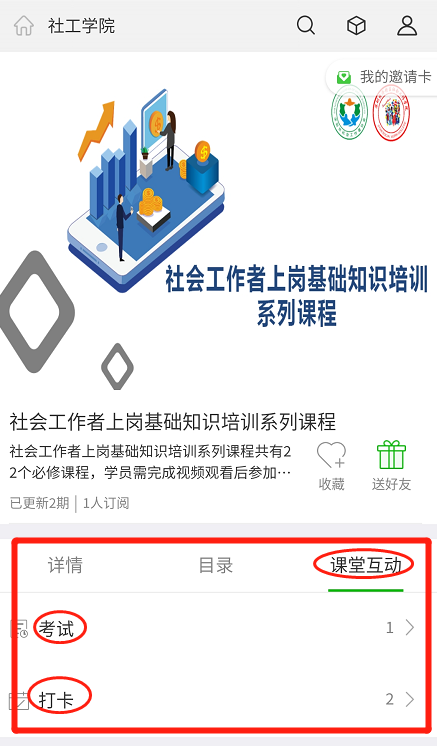 社工学院
我的邀请卡
社会工作者上岗基础知识培训
系列课程
社会工作者上岗基础知识培训系列课程
社会工作者上岗基础知识培训系列课程共有2
2个必修课程，学员需完成视频观看后参加…
收藏
送好友
已更新2期 | 1人订阅
详情 目录 课堂互动
考试 1
打卡 2